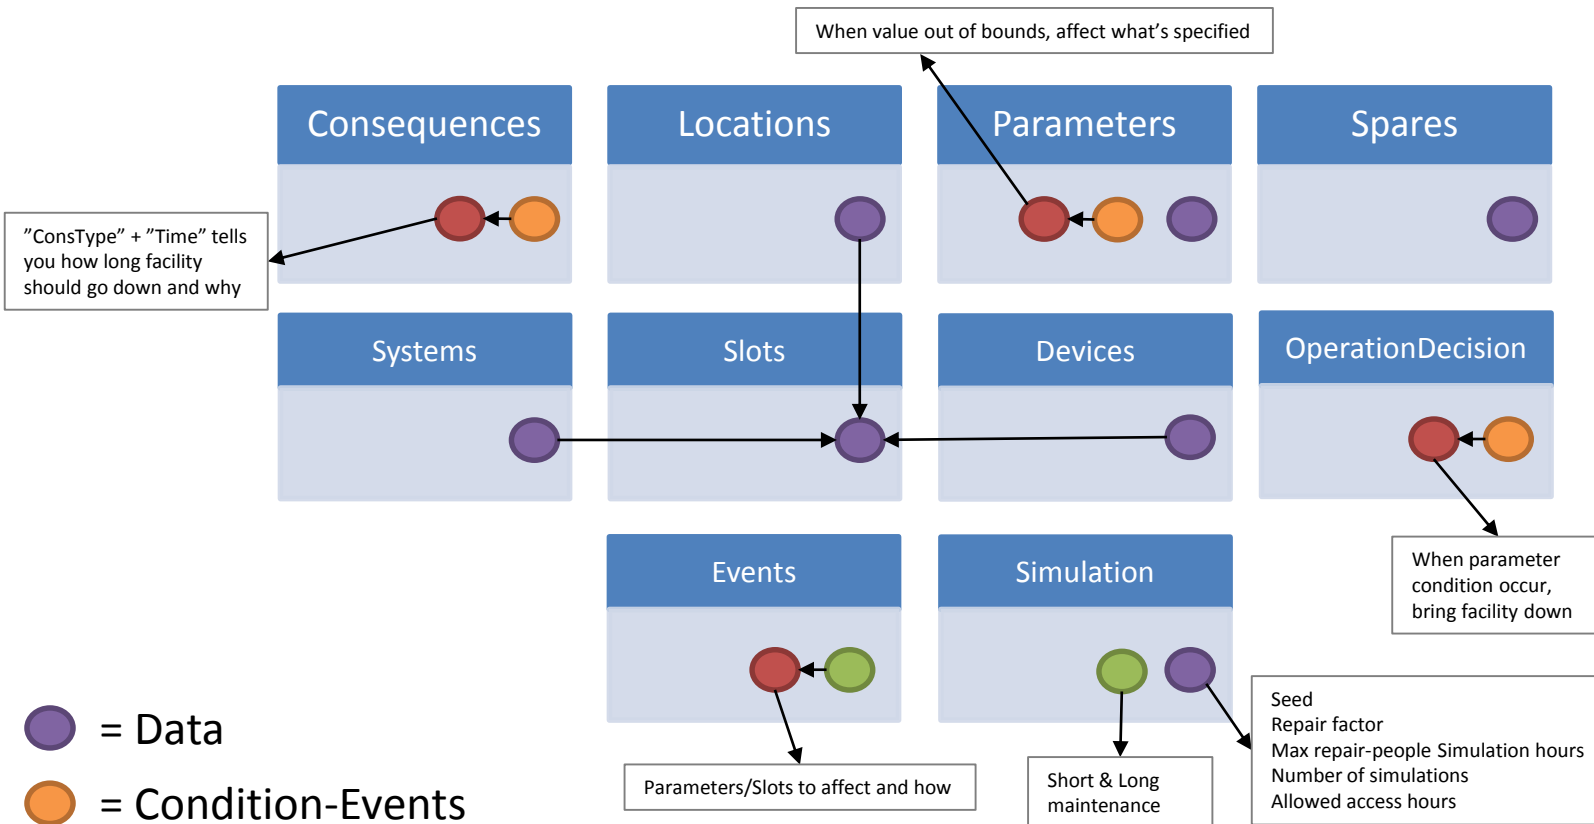 When value out of bounds, affect what's specified
Consequences
Locations
Parameters
Spares
”ConsType” + ”Time” tells
you how long facility
should go down and why
Systems
Slots
Devices
OperationDecision
Events
Simulation
When parameter
condition occur,
bring facility down
Parameters/Slots to affect and how
Short & Long
maintenance
Seed
Repair factor
Max repair-people Simulation hours
Number of simulations
Allowed access hours
= Data
= Condition-Events